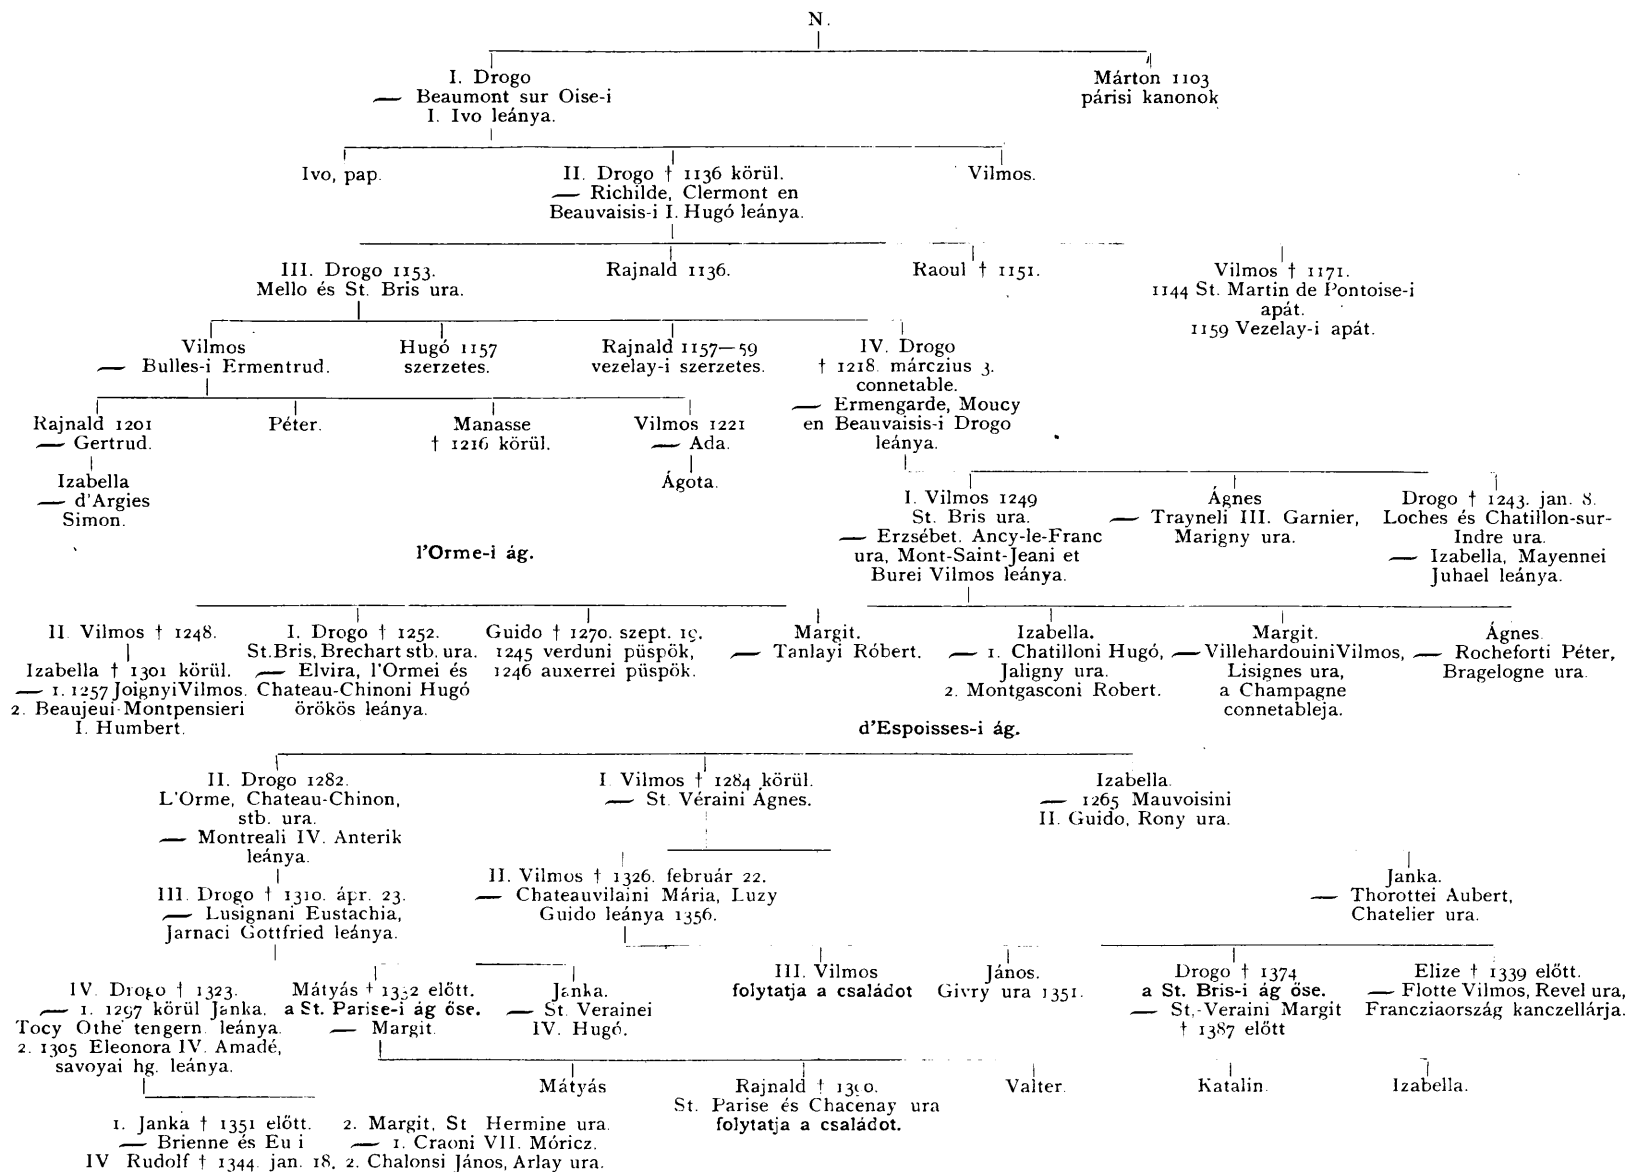 N.
I. Drogo
— Beaumont sur Oise-i
I. Ivo leánya.
Márton 1103
párisi kanonok
Ivo, pap.
II. Drogo † 1136 körül.
— Richilde, Clermont en
Beauvaisis-i I. Hugó leánya.
Vilmos.
III. Drogo 1153.
Mello és St. Bris ura.
Rajnald 1136.
Raoul † 1151.
Vilmos † 1171.
1144 St. Martin de Pontoise-i
apát.
1159 Vezelay-i apát.
Vilmos
— Bulles-i Ermentrud.
Hugó 1157
szerzetes.
Rajnald 1157—59
vezelay-i szerzetes.
IV. Drogo
† 1218. márczius 3.
connetable.
— Ermengarde, Moucy
en Beauvaisis-i Drogo
leánya.
Rajnald 1201
— Gertrud.
Péter.
Manasse
† 1216 körül.
Vilmos 1221
— Ada.
Izabella
— d'Argies
Simon.
Ágota.
I. Vilmos 1249
St. Bris ura.
— Erzsébet. Ancy-le-Franc
ura, Mont-Saint-Jeani et
Burei Vilmos leánya.
Ágnes
— Trayneli III. Garnier,
Marigny ura.
Drogo † 1243. jan. 8.
Loches és Chatillon-sur-
Indre ura.
— Izabella, Mayennei
Juhael leánya.
l'Orme-i ág.
II. Vilmos † 1248.
Izabella † 1301 körül.
— 1. 1257 Joignyi Vilmos.
2. Beaujeui-Montpensieri
I. Humbert.
I. Drogo † 1252.
St. Bris, Brechart stb. ura.
— Elvira, l'Ormei és
Chateau-Chinoni Hugó
örökös leánya.
Guido † 1270. szept. 19.
1245 verduni püspök,
1246 auxerrei püspök.
Margit.
— Tanlayi Róbert.
Izabella.
— 1. Chatilloni Hugó,
Jaligny ura.
2. Montgasconi Robert.
Margit.
— Villehardouini Vilmos,
Lisignes ura,
a Champagne
connetableja.
Ágnes.
— Rocheforti Péter,
Bragelogne ura.
d'Espoisses-i ág.
II. Drogo 1282.
L'Orme, Chateau-Chinon,
stb. ura.
— Montreali IV. Anterik
leánya.
I. Vilmos † 1284 körül.
— St. Véraini Ágnes.
Izabella.
— 1265 Mauvoisini
II. Guido, Rony ura.
III. Drogo † 1310. ápr. 23.
— Lusignani Eustachia,
Jarnaci Gottfried leánya.
II. Vilmos † 1326. február 22.
— Chateauvilaini Mária, Luzy
Guido leánya 1356.
Janka.
— Thorottei Aubert,
Chatelier ura.
IV. Drogo † 1323.
— 1. 1297 körül Janka,
Tocy Othe tengern. leánya.
2. 1305 Eleonora IV. Amadé,
savoyai hg. leánya.
Mátyás † 1332 előtt.
a St. Parise-i ág őse.
— Margit.
Janka.
— St. Verainei
IV. Hugó.
III. Vilmos
folytatja a családot
János.
Givry ura 1351.
Drogo † 1374
a St. Bris-i ág őse.
— St. Veraini Margit
† 1387 előtt
Elize † 1339 előtt.
— Flotte Vilmos, Revel ura,
Francziaország kanczellárja.
Mátyás
Rajnald †
St. Parise és Chacenay ura
folytatja a családot.
Valter.
Katalin.
Izabella.
1. Janka † 1351 előtt.
— Brienne és Eu i
IV Rudolf † 1344. jan. 18.
2. Margit, St Hermine ura.
— 1. Craoni VII. Móricz.
2. Chalonsi János, Arlay ura.